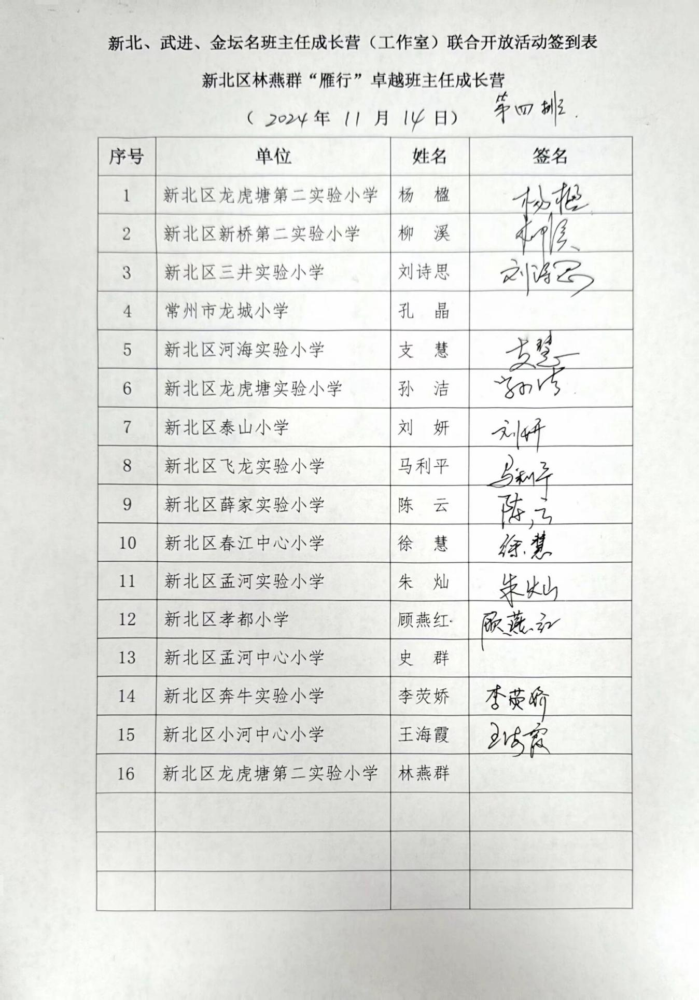 新北、武进、金坛名班主任成长营（工作室）联合开放活动签到表
新北区林燕群“雁行”卓越班主任成长营
（2024年11月14日） 第四排.
序号 单位 姓名 签名
1 新北区龙虎塘第二实验小学 杨 楹 杨楹
2 新北区新桥第二实验小学 柳 溪 柳溪
3 新北区三井实验小学 刘诗思 刘诗思
4 常州市龙城小学 孔 晶
5 新北区河海实验小学 支 慧 支慧
6 新北区龙虎塘实验小学 孙 洁 孙洁
7 新北区泰山小学 刘 妍 刘妍
8 新北区飞龙实验小学 马利平 马利平
9 新北区薛家实验小学 陈 云 陈云
10 新北区春江中心小学 徐 慧 徐慧
11 新北区孟河实验小学 朱 灿 朱灿
12 新北区孝都小学 顾燕红 顾燕红
13 新北区孟河中心小学 史 群
14 新北区奔牛实验小学 李荧娇 李荧娇
15 新北区小河中心小学 王海霞 王海霞
16 新北区龙虎塘第二实验小学 林燕群